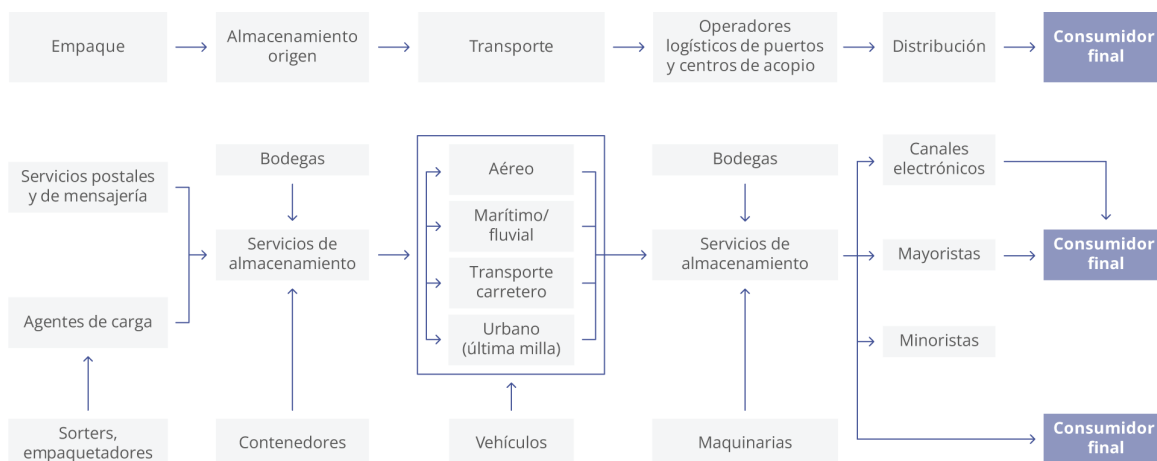 Empaque
Almacenamiento
origen
Transporte
Operadores
logísticos de puertos
y centros de acopio
Distribución
Consumidor
final
Servicios postales
y de mensajería
Agentes de carga
Sorters,
empaquetadores
Bodegas
Servicios de
almacenamiento
Contenedores
Aéreo
Marítimo/
fluvial
Transporte
carretero
Urbano
(última milla)
Vehículos
Bodegas
Servicios de
almacenamiento
Maquinarias
Canales
electrónicos
Mayoristas
Minoristas
Consumidor
final
Consumidor
final